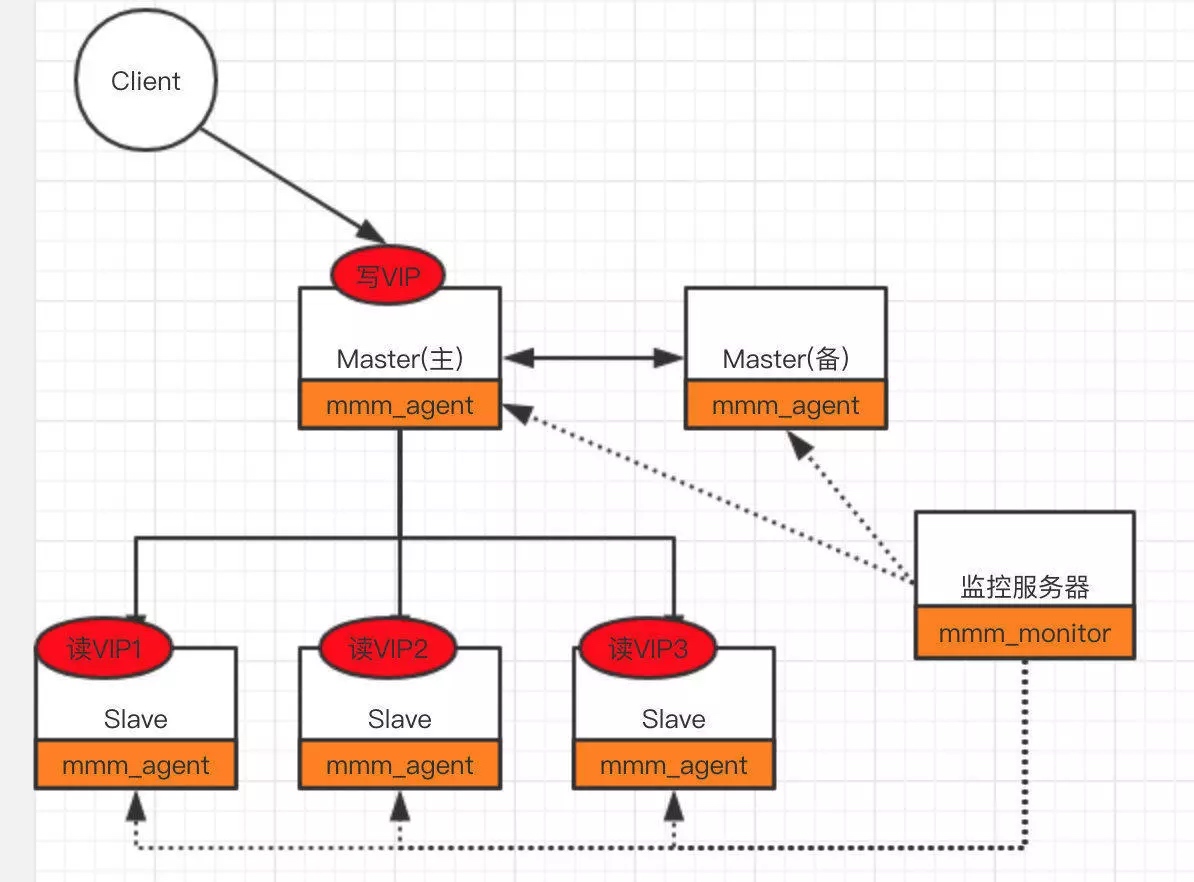 Client
写VIP
Master(主)
Master(备)
mmm_agent
mmm_agent
监控服务器
mmm_monitor
读VIP1
读VIP2
读VIP3
Slave
Slave
Slave
mmm_agent
mmm_agent
mmm_agent